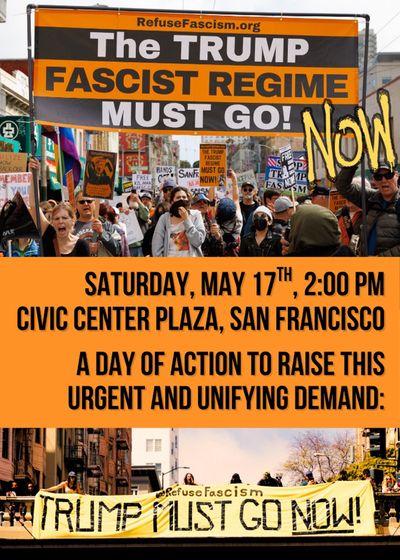 RefuseFascism.org
The TRUMP
FASCIST REGIME
MUST GO!
NOW
SATURDAY, MAY 17TH, 2:00 PM
CIVIC CENTER PLAZA, SAN FRANCISCO
A DAY OF ACTION TO RAISE THIS
URGENT AND UNIFYING DEMAND:
RefuseFascism
TRUMP MUST GO NOW!